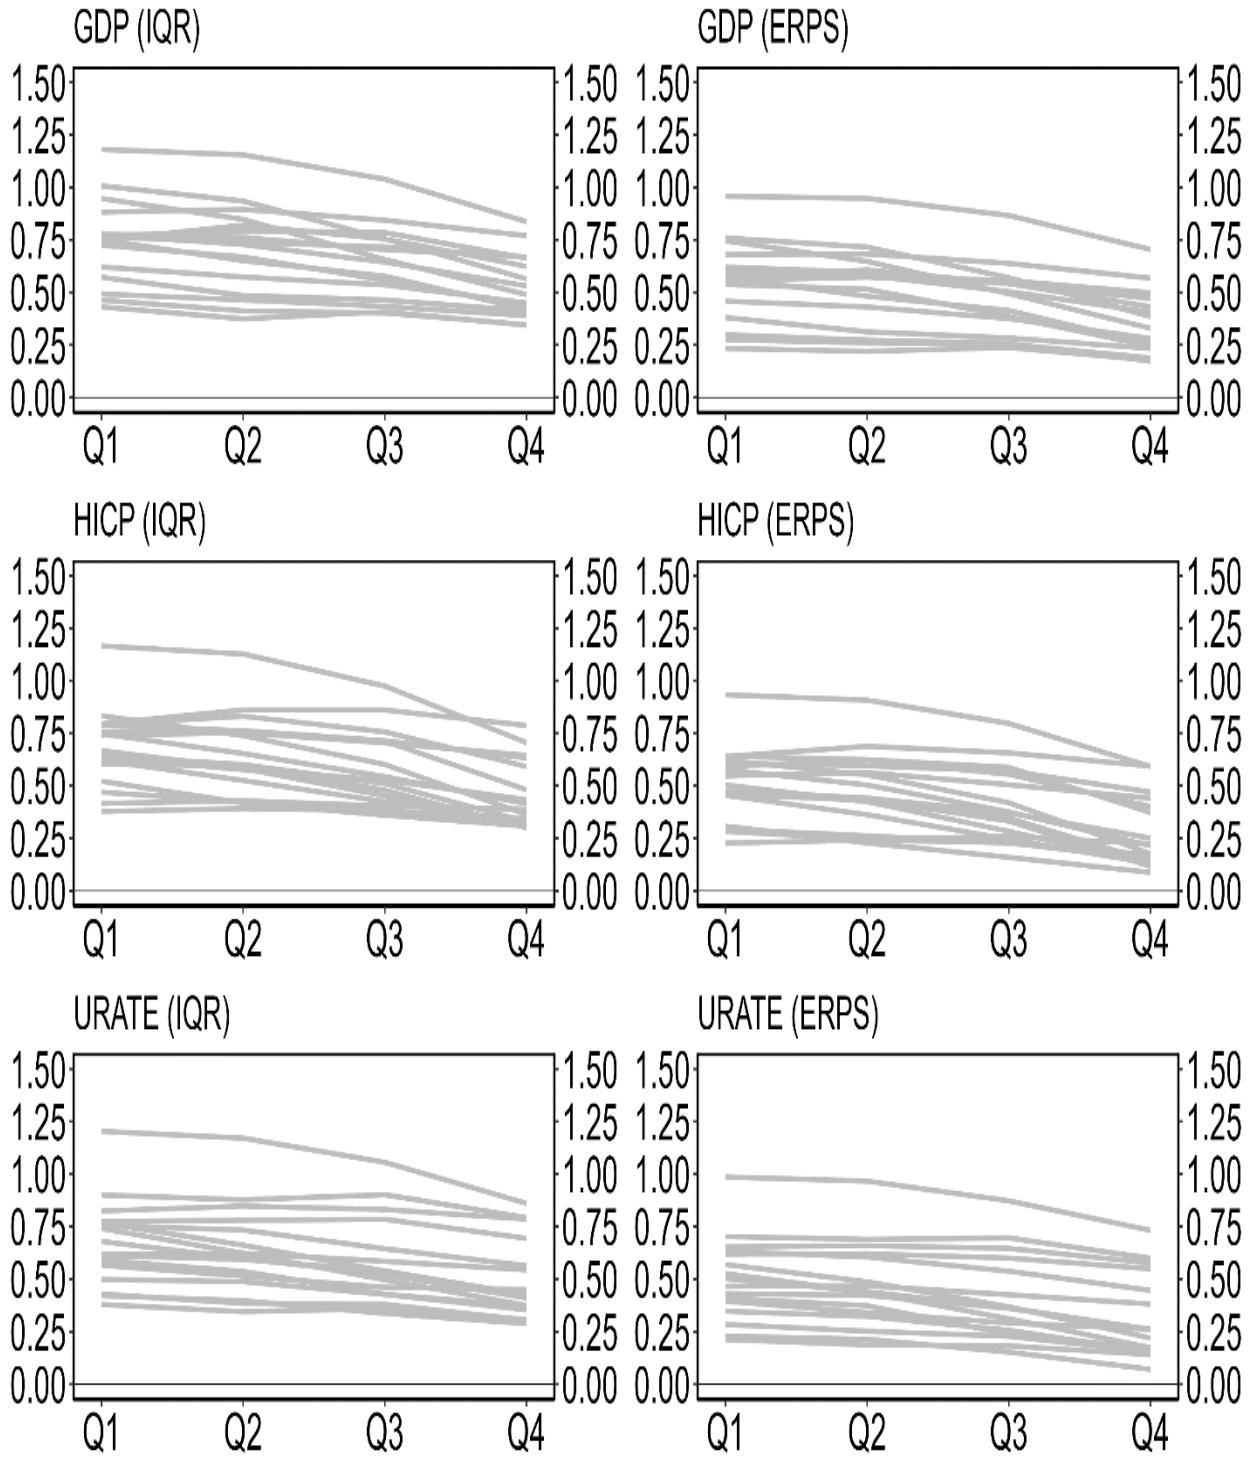 GDP (IQR) GDP (ERPS)
1.50 1.50 1.50 1.50
1.25 1.25 1.25 1.25
1.00 1.00 1.00 1.00
0.75 0.75 0.75 0.75
0.50 0.50 0.50 0.50
0.25 0.25 0.25 0.25
0.00 0.00 0.00 0.00
Q1 Q2 Q3 Q4 Q1 Q2 Q3 Q4
HICP (IQR) HICP (ERPS)
1.50 1.50 1.50 1.50
1.25 1.25 1.25 1.25
1.00 1.00 1.00 1.00
0.75 0.75 0.75 0.75
0.50 0.50 0.50 0.50
0.25 0.25 0.25 0.25
0.00 0.00 0.00 0.00
Q1 Q2 Q3 Q4 Q1 Q2 Q3 Q4
URATE (IQR) URATE (ERPS)
1.50 1.50 1.50 1.50
1.25 1.25 1.25 1.25
1.00 1.00 1.00 1.00
0.75 0.75 0.75 0.75
0.50 0.50 0.50 0.50
0.25 0.25 0.25 0.25
0.00 0.00 0.00 0.00
Q1 Q2 Q3 Q4 Q1 Q2 Q3 Q4